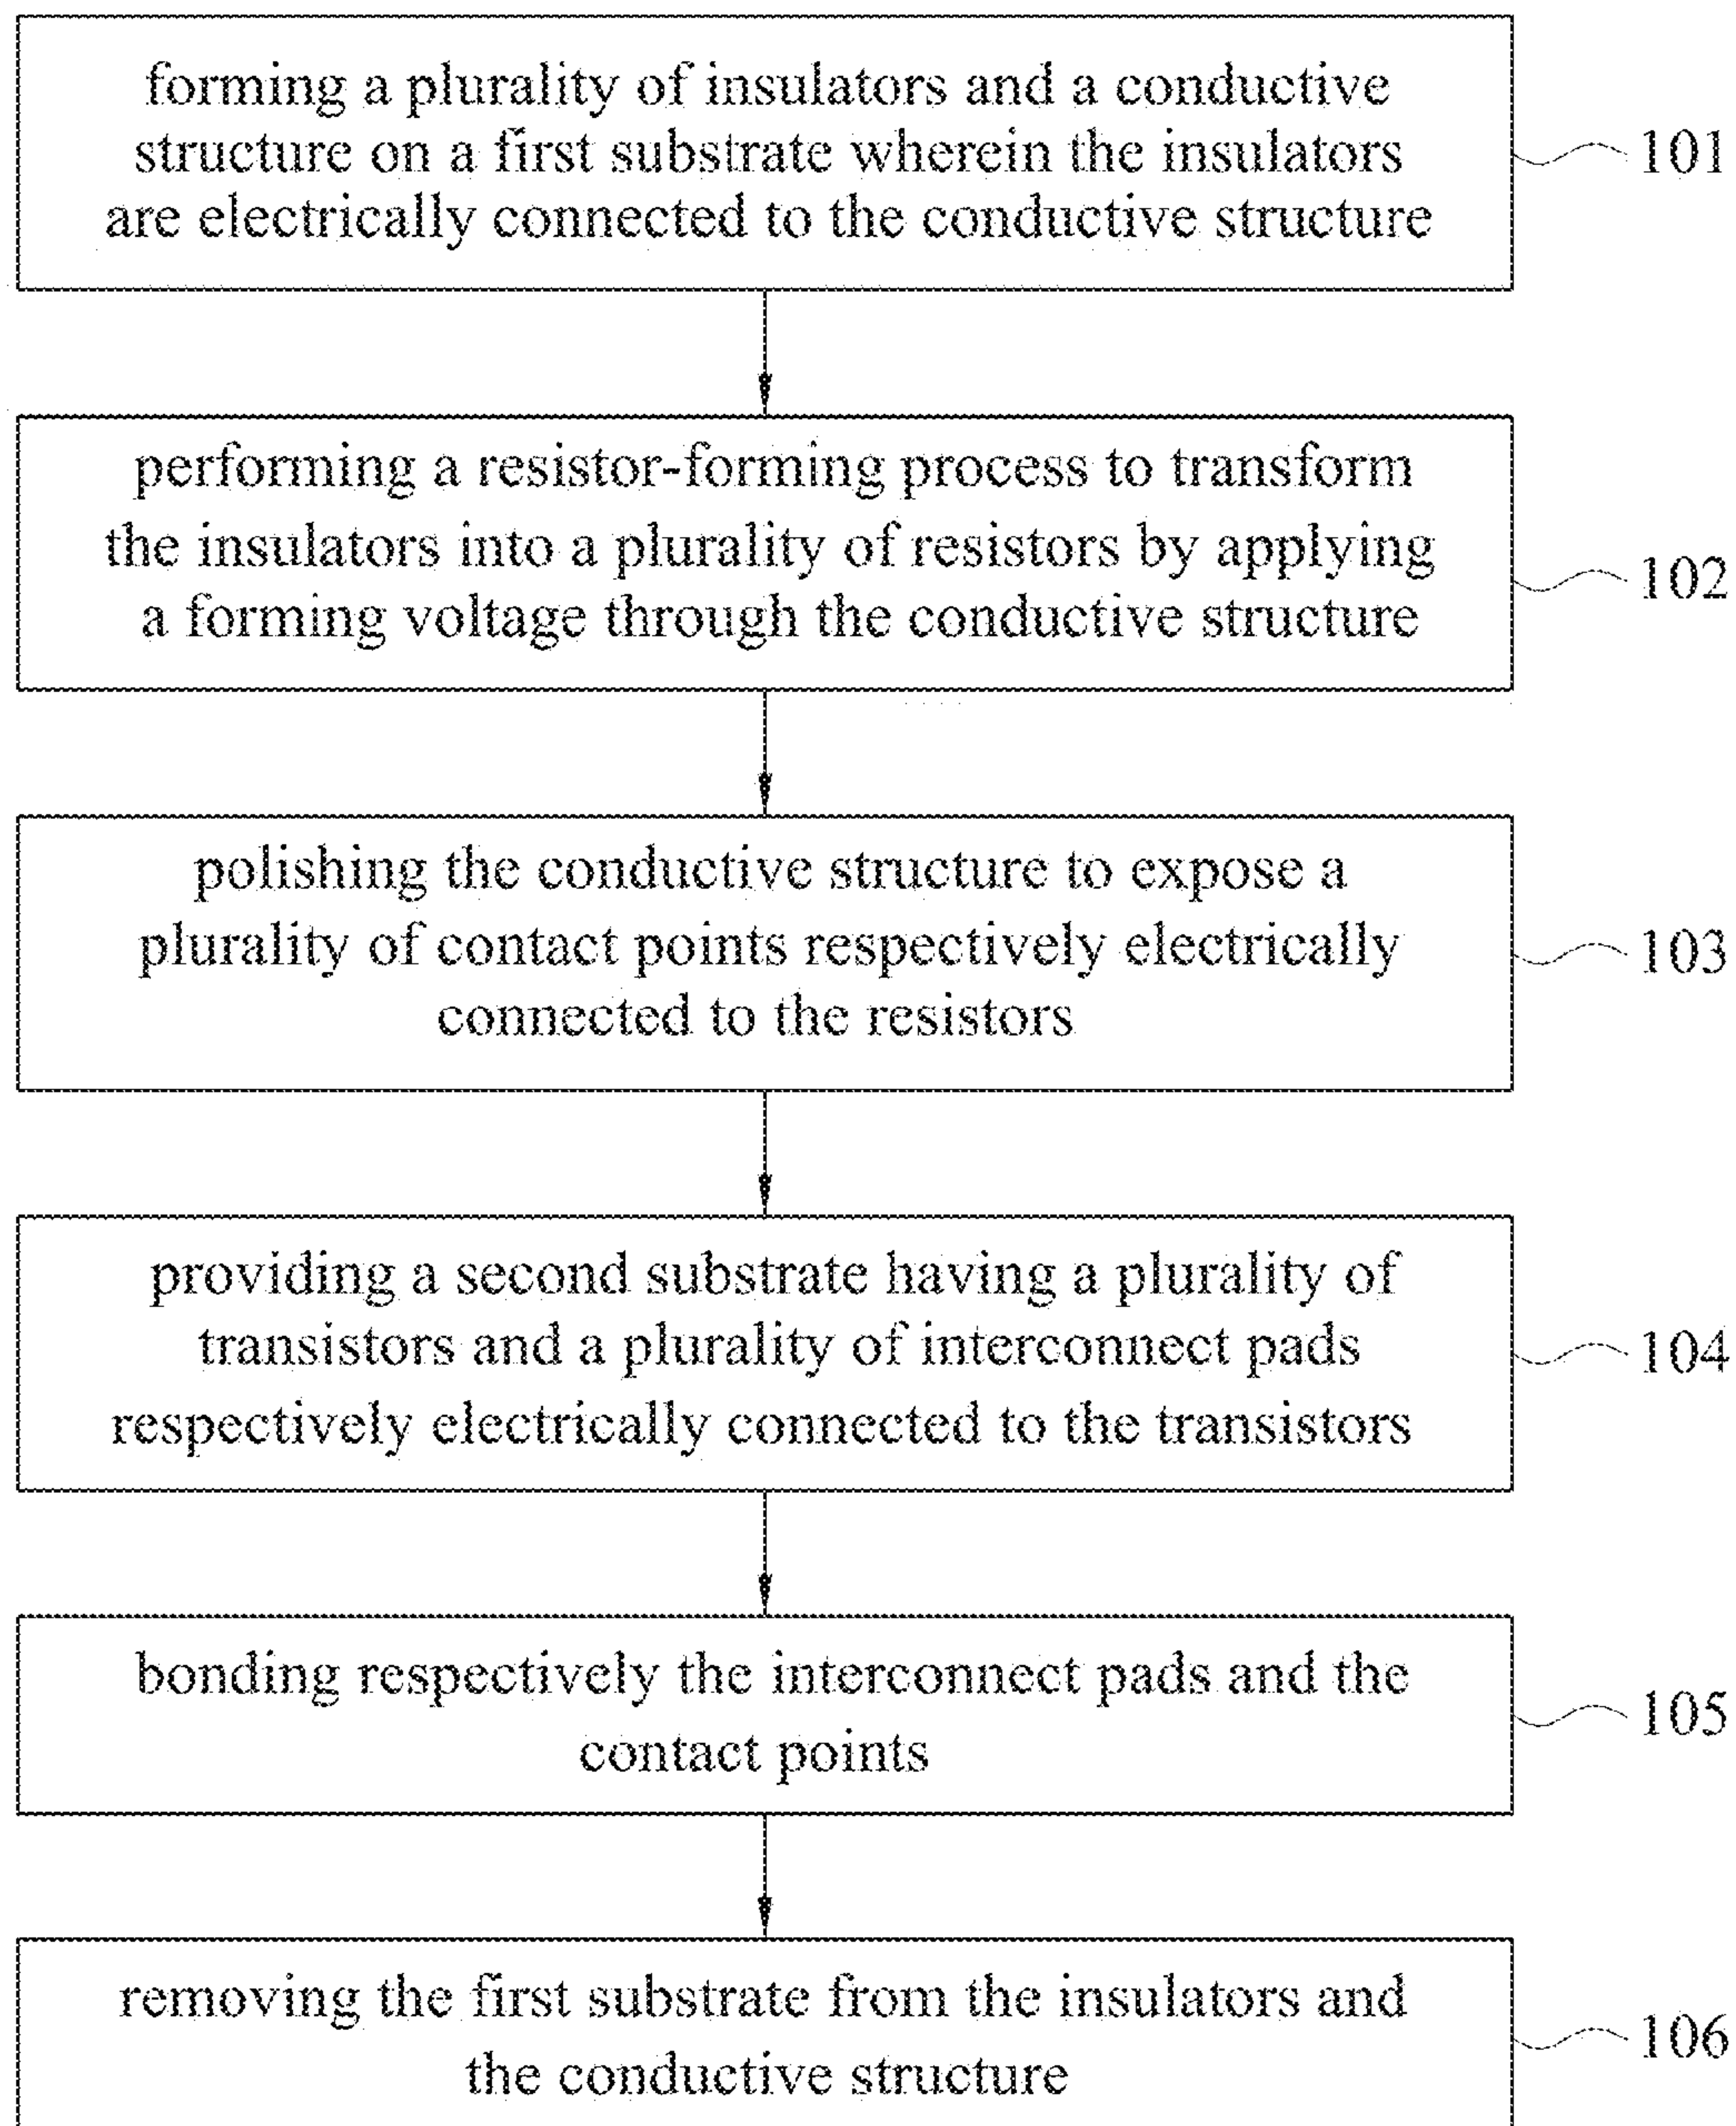 forming a plurality of insulators and a conductive
structure on a first substrate wherein the insulators
are electrically connected to the conductive structure
101
performing a resistor-forming process to transform
the insulators into a plurality of resistors by applying
a forming voltage through the conductive structure
102
polishing the conductive structure to expose a
plurality of contact points respectively electrically
connected to the resistors
103
providing a second substrate having a plurality of
transistors and a plurality of interconnect pads
respectively electrically connected to the transistors
104
bonding respectively the interconnect pads and the
contact points
105
removing the first substrate from the insulators and
the conductive structure
106